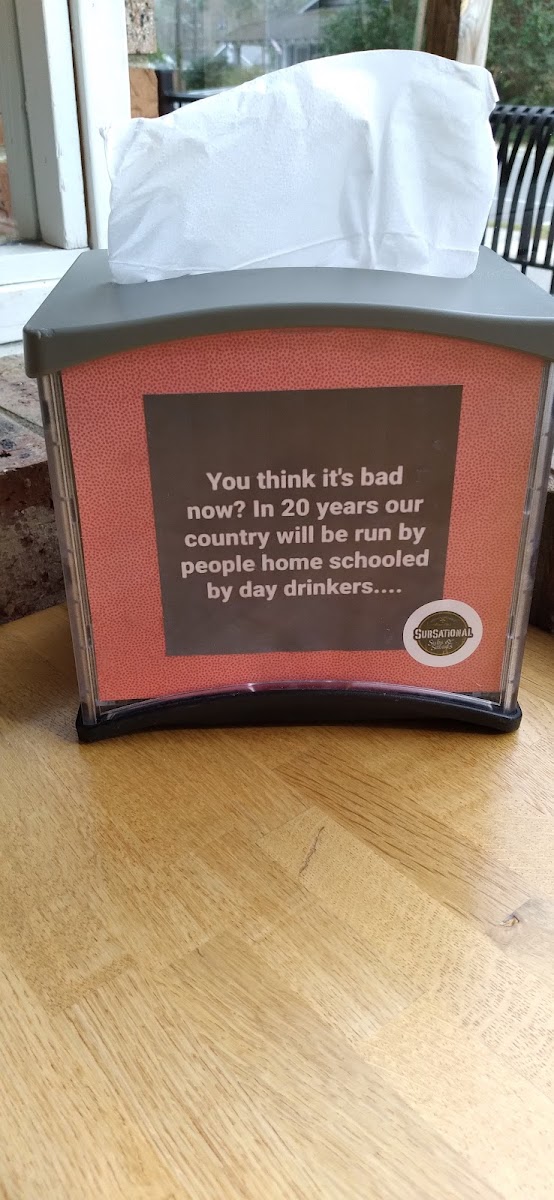 You think it's bad
now? In 20 years our
country will be run by
people home schooled
by day drinkers....
SUBSATIONAL